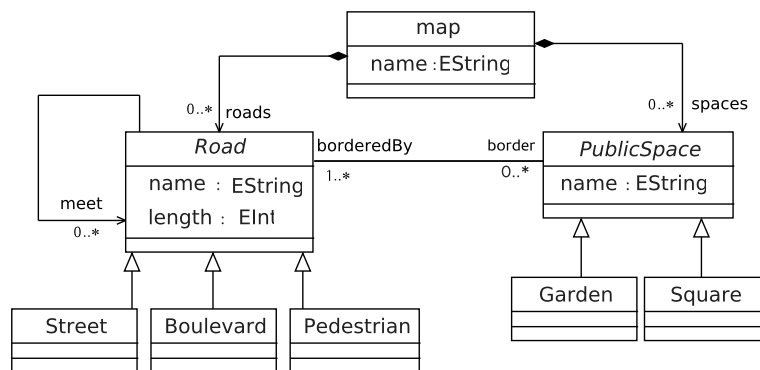 map
name :EString
0..* roads
0..* spaces
Road
name : EString
length : EInt
borderedBy
1..*
border
0..*
PublicSpace
name :EString
meet
0..*
Street
Boulevard
Pedestrian
Garden
Square